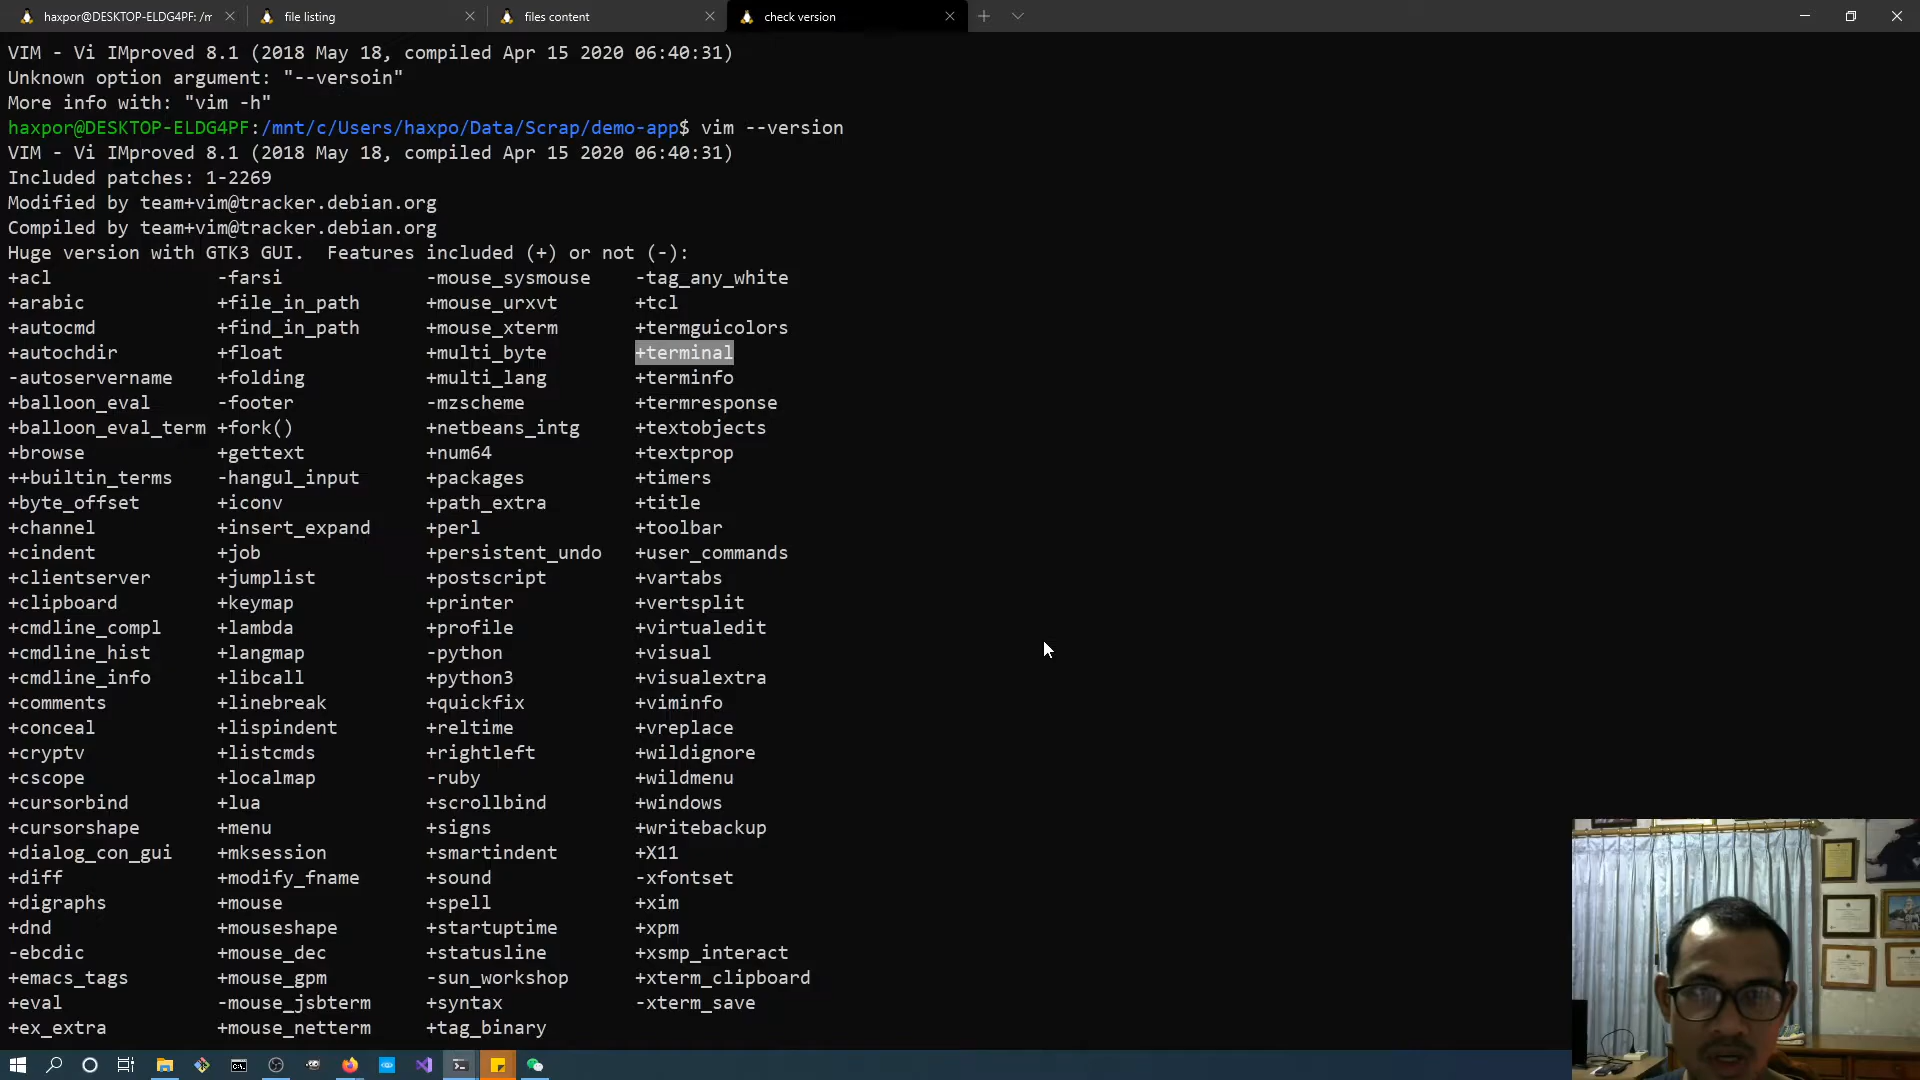 haxpor@DESKTOP-ELDG4PF: /m
file listing
files content
check version
VIM - Vi IMproved 8.1 (2018 May 18, compiled Apr 15 2020 06:40:31)
Unknown option argument: "--versoin"
More info with: "vim -h"
haxpor@DESKTOP-ELDG4PF:/mnt/c/Users/haxpo/Data/Scrap/demo-app$ vim --version
VIM - Vi IMproved 8.1 (2018 May 18, compiled Apr 15 2020 06:40:31)
Included patches: 1-2269
Modified by team+vim@tracker.debian.org
Compiled by team+vim@tracker.debian.org
Huge version with GTK3 GUI.  Features included (+) or not (-):
+acl -farsi -mouse_sysmouse -tag_any_white
+arabic +file_in_path +mouse_urxvt +tcl
+autocmd +find_in_path +mouse_xterm +termguicolors
+autochdir +float +multi_byte +terminal
-autoservername +folding +multi_lang +terminfo
+balloon_eval -footer -mzscheme +termresponse
+balloon_eval_term +fork() +netbeans_intg +textobjects
+browse +gettext +num64 +textprop
++builtin_terms -hangul_input +packages +timers
+byte_offset +iconv +path_extra +title
+channel +insert_expand +perl +toolbar
+cindent +job +persistent_undo +user_commands
+clientserver +jumplist +postscript +vartabs
+clipboard +keymap +printer +vertsplit
+cmdline_compl +lambda +profile +virtualedit
+cmdline_hist +langmap -python +visual
+cmdline_info +libcall +python3 +visualextra
+comments +linebreak +quickfix +viminfo
+conceal +lispindent +reltime +vreplace
+cryptv +listcmds +rightleft +wildignore
+cscope +localmap -ruby +wildmenu
+cursorbind +lua +scrollbind +windows
+cursorshape +menu +signs +writebackup
+dialog_con_gui +mksession +smartindent +X11
+diff +modify_fname +sound -xfontset
+digraphs +mouse +spell +xim
+dnd +mouseshape +startuptime +xpm
-ebcdic +mouse_dec +statusline +xsmp_interact
+emacs_tags +mouse_gpm -sun_workshop +xterm_clipboard
+eval -mouse_jsbterm +syntax -xterm_save
+ex_extra +mouse_netterm +tag_binary